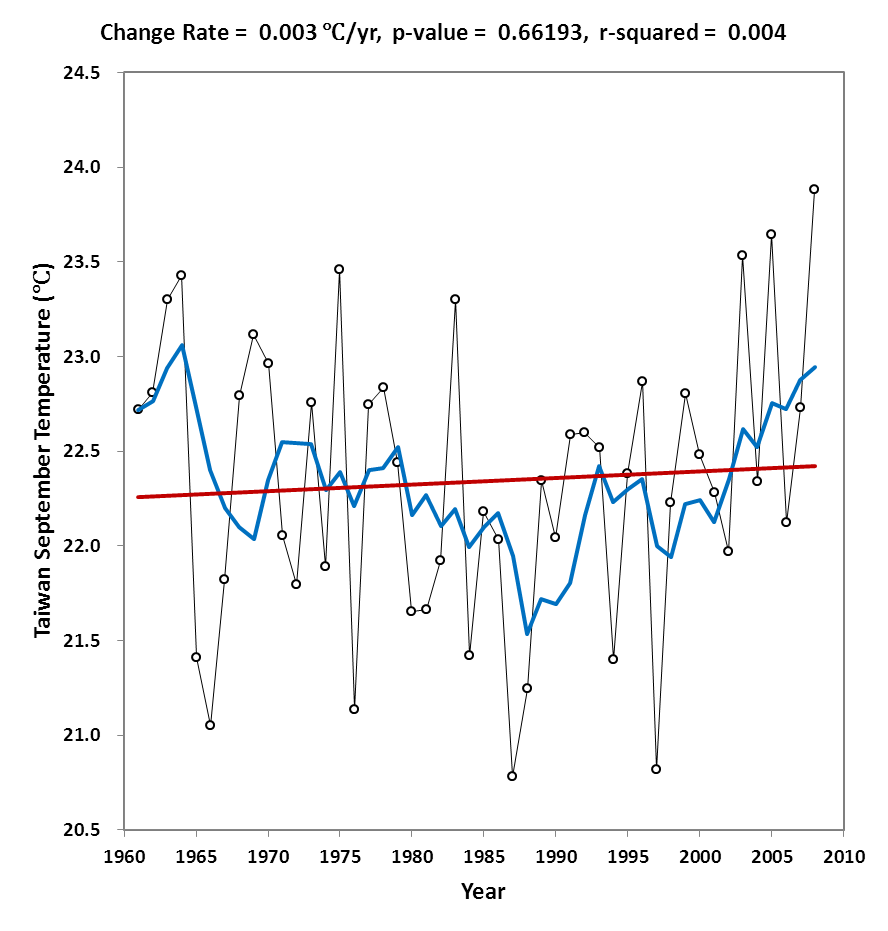 Change Rate =  0.003 ℃/yr,  p-value =  0.66193,  r-squared =  0.004
24.5
24.0
23.5
23.0
22.5
22.0
21.5
21.0
20.5
Taiwan September Temperature (℃)
1960 1965 1970 1975 1980 1985 1990 1995 2000 2005 2010
Year